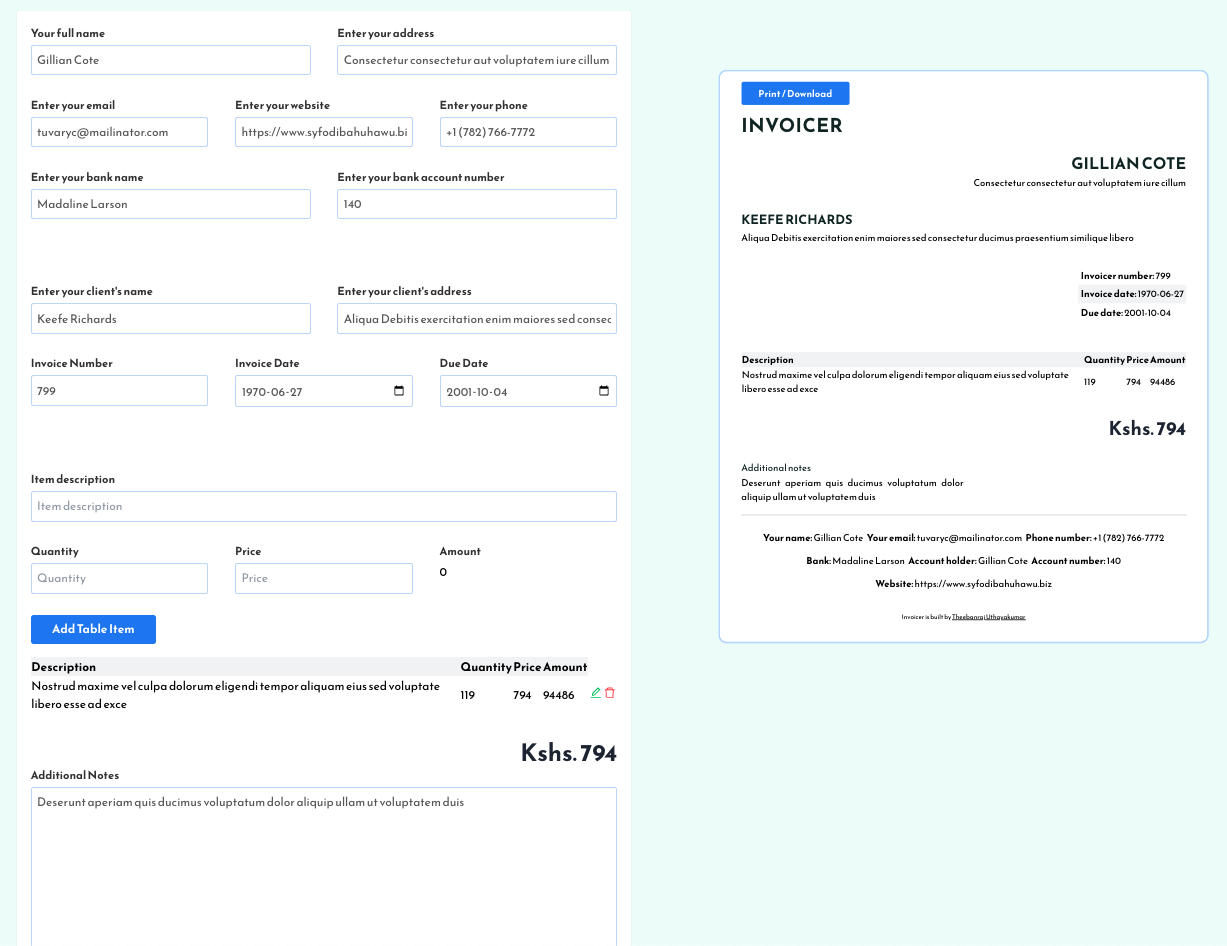 Your full name
Enter your address
Gillian Cote
Consectetur consectetur aut voluptatem iure cillum
Enter your email
Enter your website
Enter your phone
tuvaryc@mailinator.com
https://www.syfodibahuhawu.bi
+1 (782) 766-7772
Enter your bank name
Enter your bank account number
Madaline Larson
140
Enter your client's name
Enter your client's address
Keefe Richards
Aliqua Debitis exercitation enim maiores sed consec
Invoice Number
Invoice Date
Due Date
799
1970-06-27
2001-10-04
Item description
Item description
Quantity
Price
Amount
Quantity
Price
0
Add Table Item
Description Quantity Price Amount
Nostrud maxime vel culpa dolorum eligendi tempor aliquam eius sed voluptate
libero esse ad exce
119 794 94486
Kshs. 794
Additional Notes
Deserunt aperiam quis ducimus voluptatum dolor aliquip ullam ut voluptatem duis
Print / Download
INVOICER
GILLIAN COTE
Consectetur consectetur aut voluptatem iure cillum
KEEFE RICHARDS
Aliqua Debitis exercitation enim maiores sed consectetur ducimus praesentium similique libero
Invoicer number: 799
Invoice date: 1970-06-27
Due date: 2001-10-04
Description Quantity Price Amount
Nostrud maxime vel culpa dolorum eligendi tempor aliquam eius sed voluptate
libero esse ad exce
119 794 94486
Kshs. 794
Additional notes
Deserunt aperiam quis ducimus voluptatum dolor
aliquip ullam ut voluptatem duis
Your name: Gillian Cote Your email: tuvaryc@mailinator.com Phone number: +1 (782) 766-7772
Bank: Madaline Larson Account holder: Gillian Cote Account number: 140
Website: https://www.syfodibahuhawu.biz
Invoicer is built by Theebanraj Uthayakumar